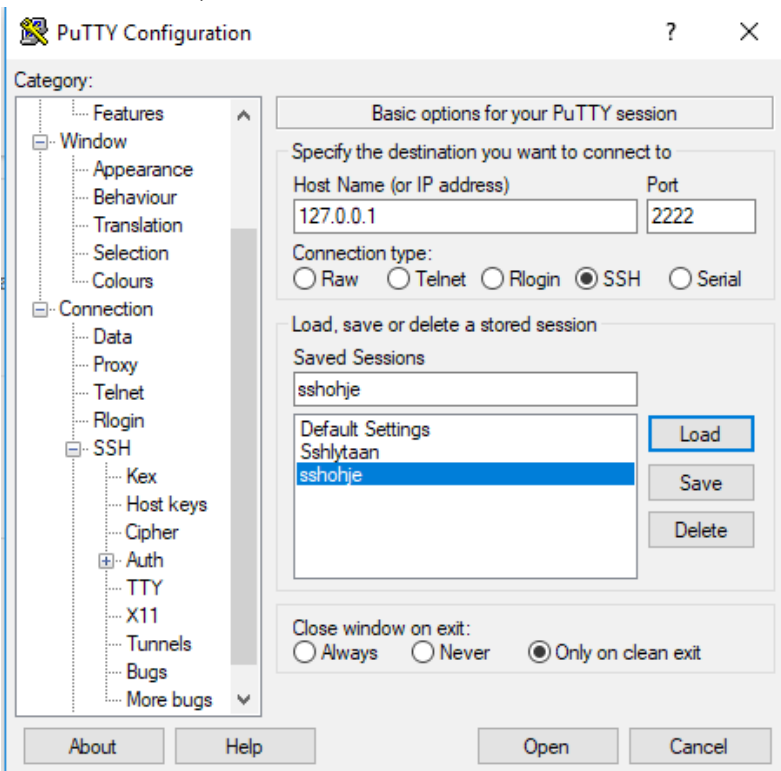 PuTTY Configuration ? ×
Category:
Features
Window
Appearance
Behaviour
Translation
Selection
Colours
Connection
Data
Proxy
Telnet
Rlogin
SSH
Kex
Host keys
Cipher
Auth
TTY
X11
Tunnels
Bugs
More bugs
Basic options for your PuTTY session
Specify the destination you want to connect to
Host Name (or IP address) Port
127.0.0.1 2222
Connection type:
Raw Telnet Rlogin SSH Serial
Load, save or delete a stored session
Saved Sessions
sshohje
Default Settings
Sshlytaan
sshohje
Load
Save
Delete
Close window on exit:
Always Never Only on clean exit
About Help Open Cancel